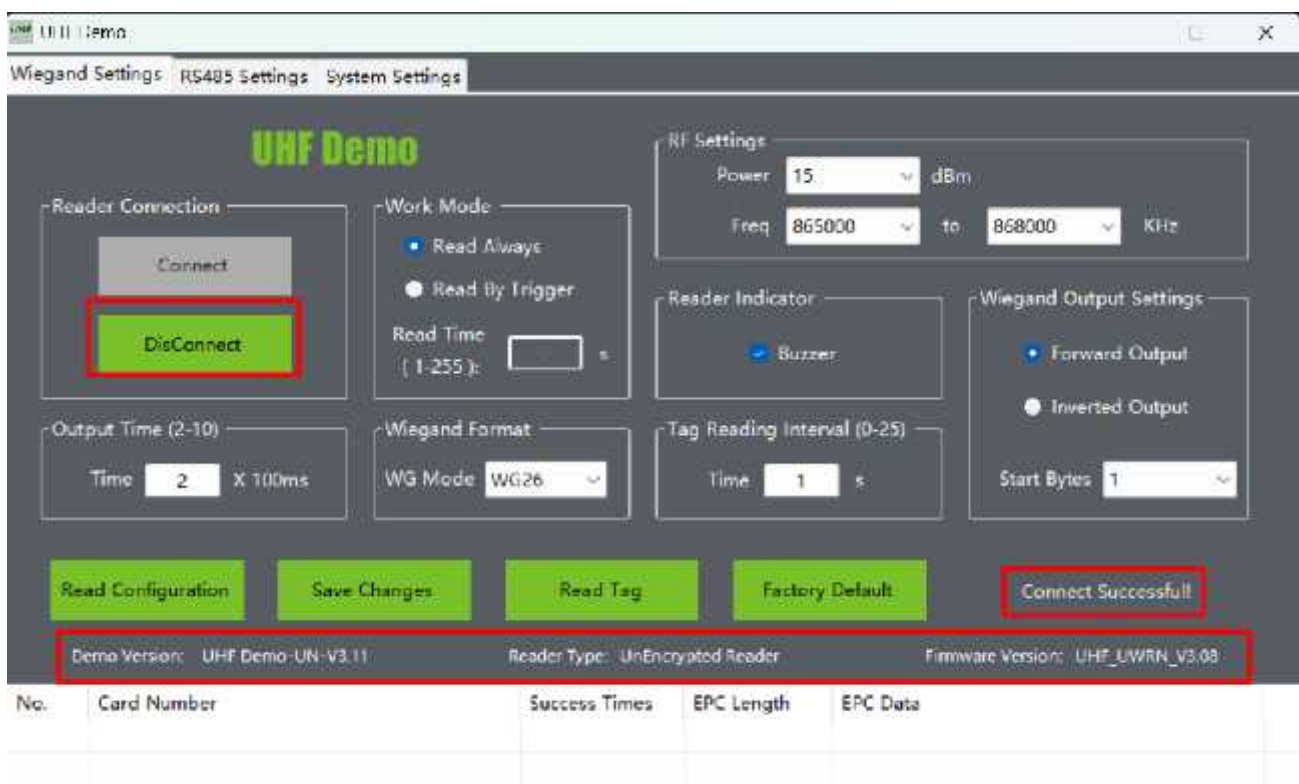 UHF Demo
Wiegand Settings RS485 Settings System Settings
UHF Demo
Reader Connection
Connect
DisConnect
Work Mode
Read Always
Read By Trigger
Read Time
(1-255): s
RF Settings
Power 15 dBm
Freq 865000 to 868000 KHz
Reader Indicator
Buzzer
Wiegand Output Settings
Forward Output
Inverted Output
Start Bytes 1
Output Time (2-10)
Time 2 X 100ms
Wiegand Format
WG Mode WG26
Tag Reading Interval (0-25)
Time 1 s
Read Configuration Save Changes Read Tag Factory Default Connect Successfull
Demo Version: UHF Demo-UN-V3.11 Reader Type: UnEncrypted Reader Firmware Version: UHF_UWRN_V3.08
No. Card Number Success Times EPC Length EPC Data